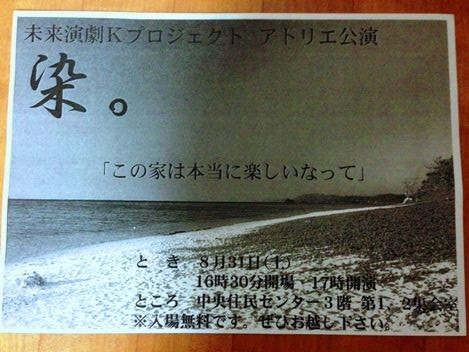 未来演劇Kプロジェクト アトリエ公演
染。
「この家は本当に楽しいなって」
とき 8月31日(土)
16時30分開場・17時開演
ところ 中央住民センター3階 第1、2集会室
※入場無料です。ぜひお越し下さい。